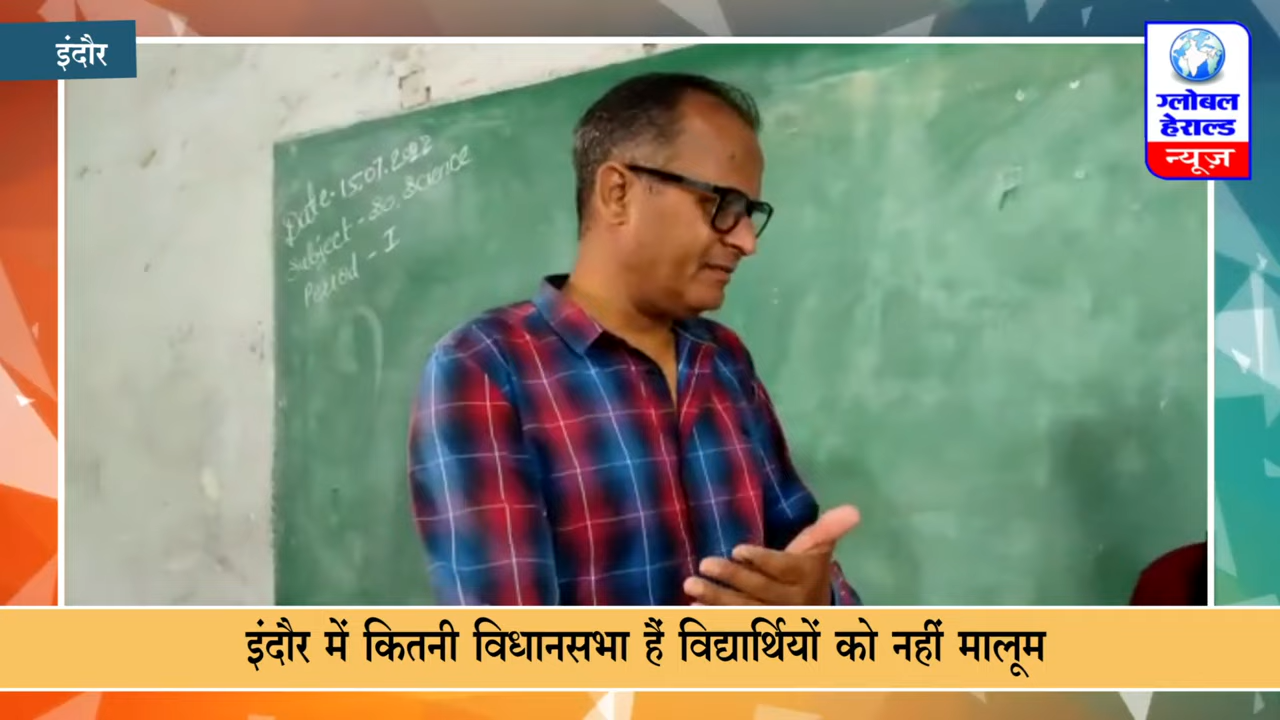 इंदौर
ग्लोबल
हेराल्ड
न्यूज़
Date - 15.07.2022
Subject - So. Science
Period - I
इंदौर में कितनी विधानसभा हैं विद्यार्थियों को नहीं मालूम